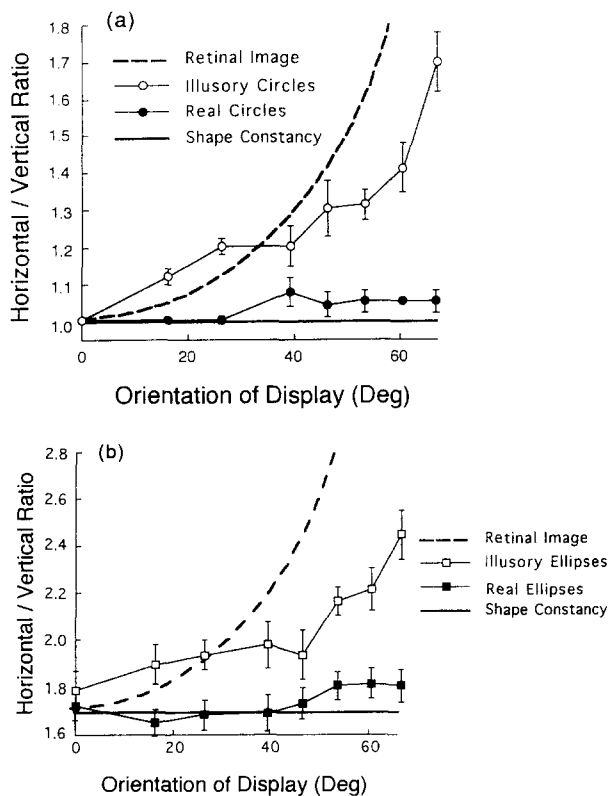 (a)
Retinal Image
Illusory Circles
Real Circles
Shape Constancy
Horizontal / Vertical Ratio
1.8
1.7
1.6
1.5
1.4
1.3
1.2
1.1
1.0
0 20 40 60
Orientation of Display (Deg)
(b)
Retinal Image
Illusory Ellipses
Real Ellipses
Shape Constancy
Horizontal / Vertical Ratio
2.8
2.6
2.4
2.2
2.0
1.8
1.6
0 20 40 60
Orientation of Display (Deg)